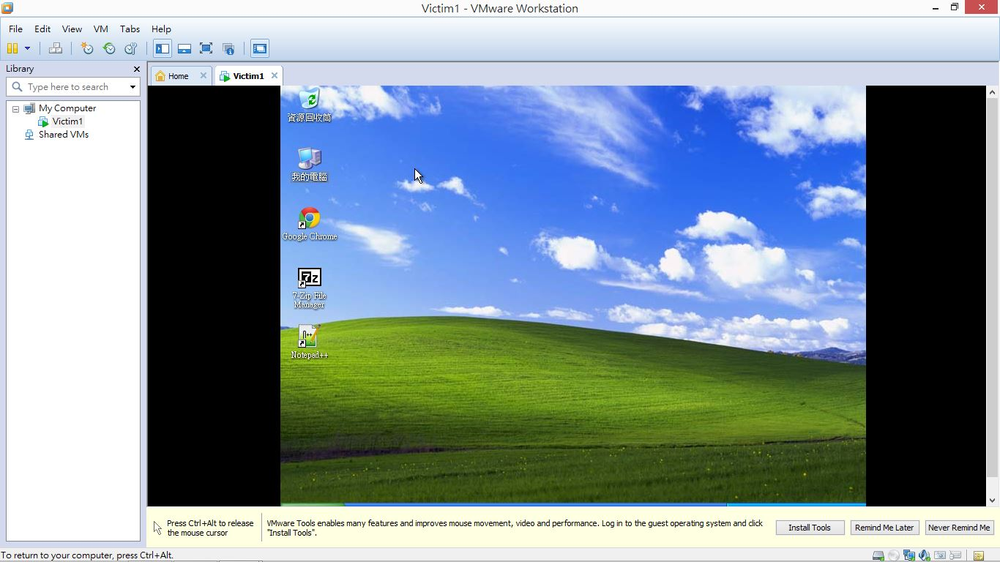 Victim1 - VMware Workstation
File Edit View VM Tabs Help
Library
Type here to search
My Computer
Victim1
Shared VMs
Home
Victim1
資源回收筒
我的電腦
Google Chrome
7-Zip File
Manager
Notepad++
Press Ctrl+Alt to release
the mouse cursor
VMware Tools enables many features and improves mouse movement, video and performance. Log in to the guest operating system and click
"Install Tools".
Install Tools
Remind Me Later
Never Remind Me
To return to your computer, press Ctrl+Alt.